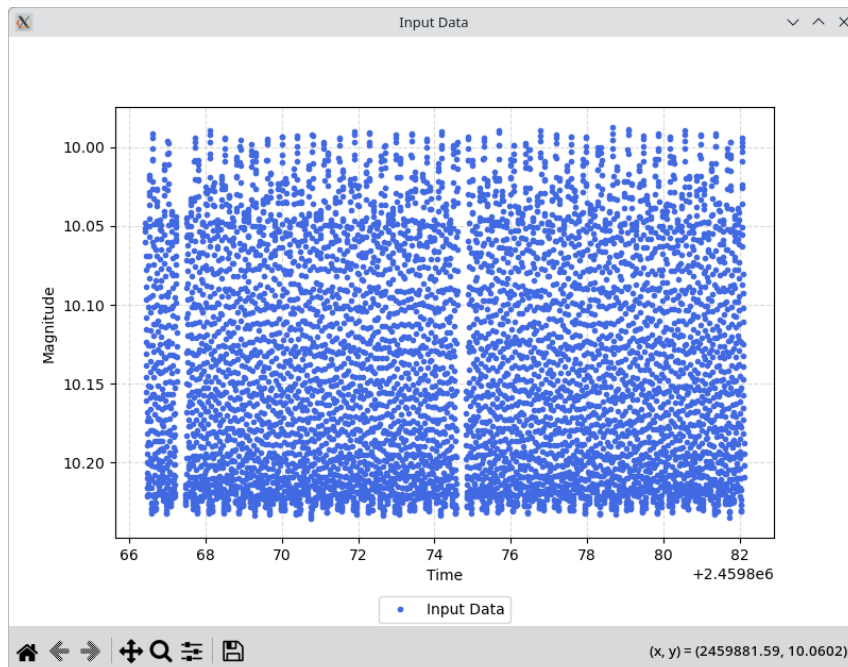 Input Data
10.00
10.05
10.10
10.15
10.20
Magnitude
66 68 70 72 74 76 78 80 82
Time
+2.4598e6
Input Data
(x, y) = (2459881.59, 10.0602)